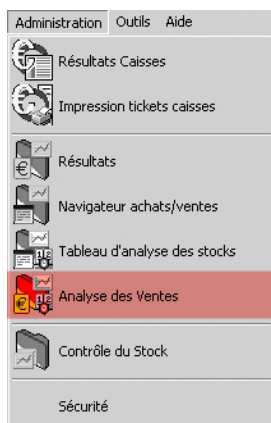 Administration Outils Aide
Résultats Caisses
Impression tickets caisses
Résultats
Navigateur achats/ventes
Tableau d'analyse des stocks
Analyse des Ventes
Contrôle du Stock
Sécurité